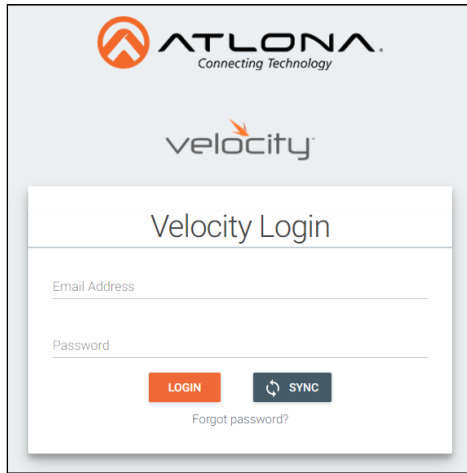 ATLONA.
Connecting Technology
velocity
Velocity Login
Email Address
Password
LOGIN SYNC
Forgot password?